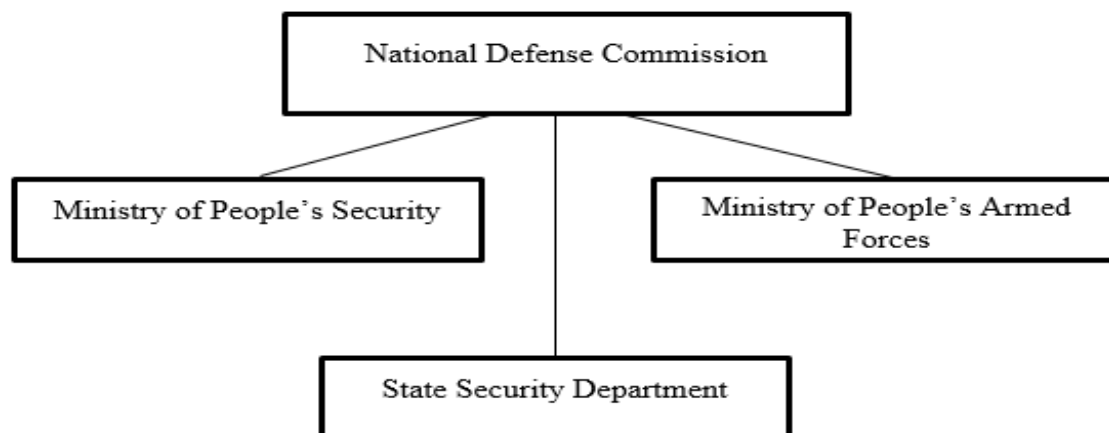 National Defense Commission
Ministry of People’s Security
Ministry of People’s Armed
Forces
State Security Department